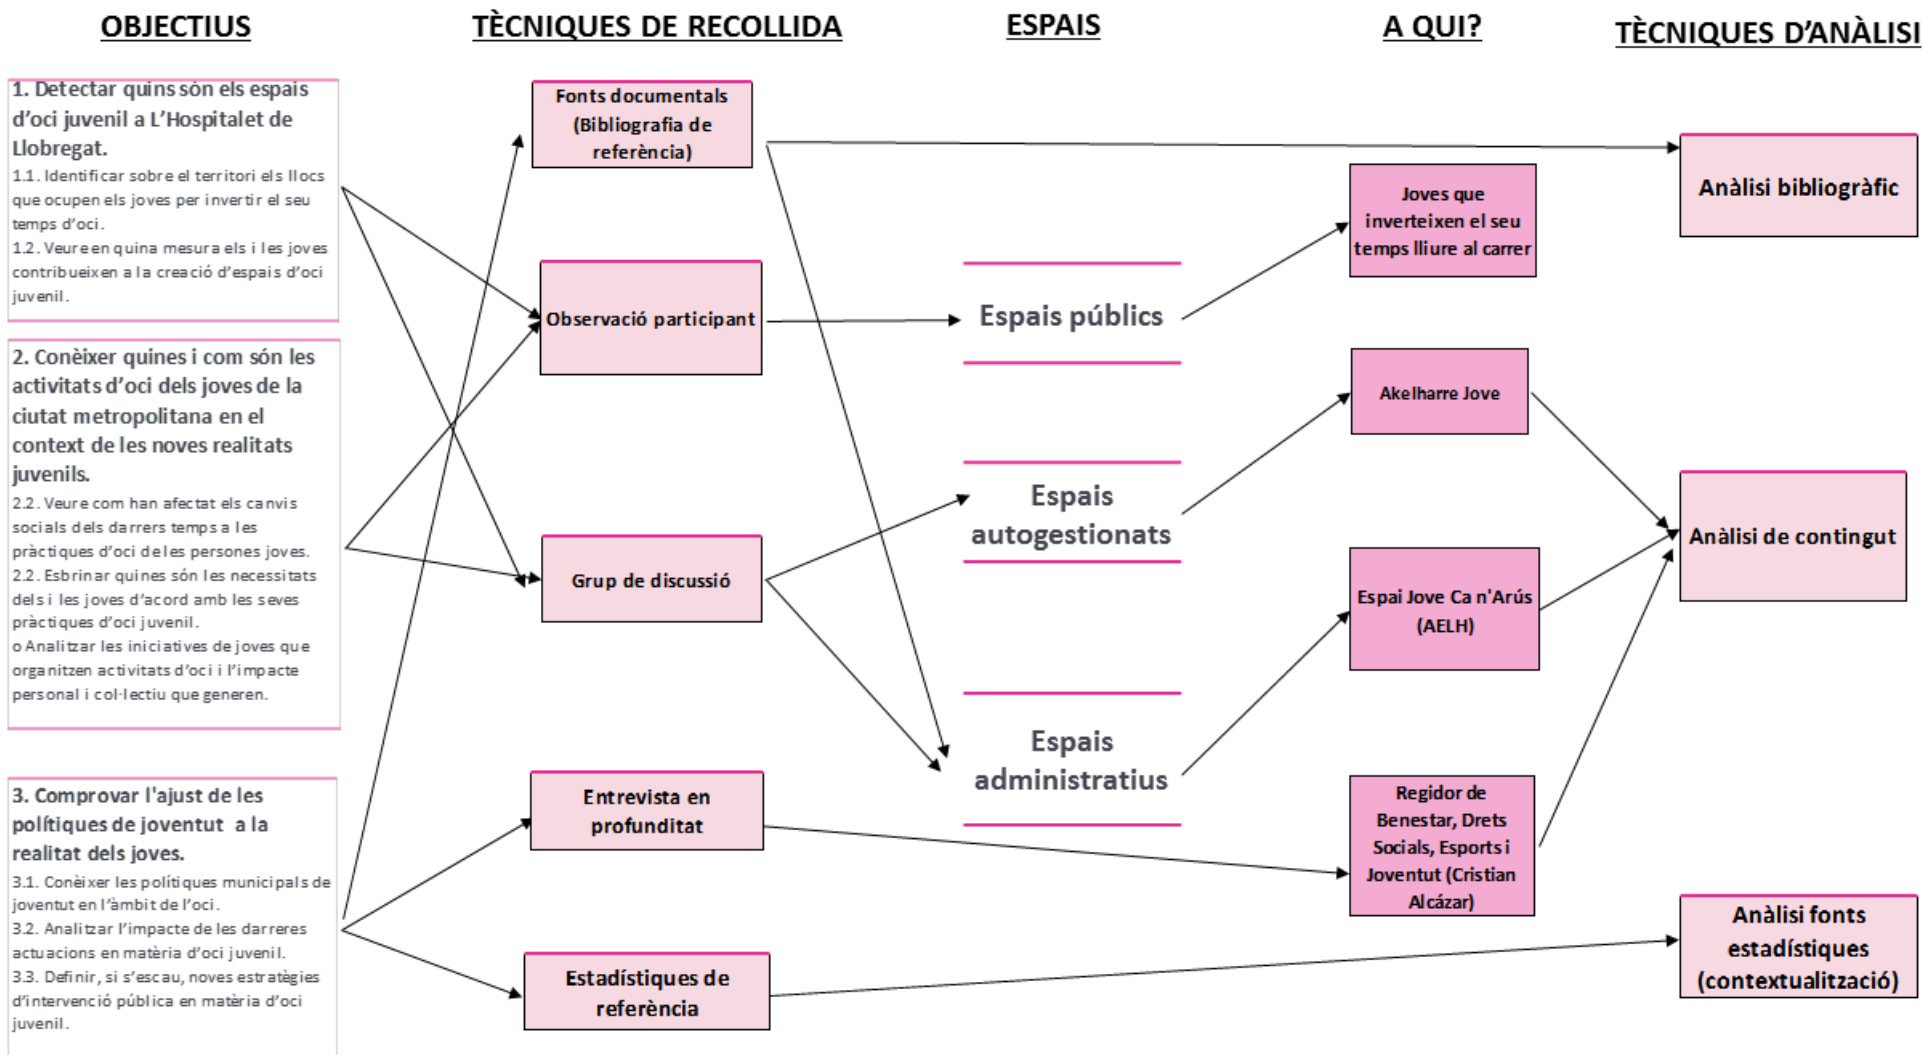 OBJECTIUS
TÈCNIQUES DE RECOLLIDA
ESPAIS
A QUI?
TÈCNIQUES D'ANÀLISI
1. Detectar quins són els espais
d'oci juvenil a L'Hospitalet de
Llobregat.
1.1. Identificar sobre el territori els llocs
que ocupen els joves per invertir el seu
temps d'oci.
1.2. Veure en quina mesura els i les joves
contribueixen a la creació d'espais d'oci
juvenil.
2. Conèixer quines i com són les
activitats d'oci dels joves de la
ciutat metropolitana en el
context de les noves realitats
juvenils.
2.2. Veure com han afectat els canvis
socials dels darrers temps a les
pràctiques d'oci de les persones joves.
2.2. Esbrinar quines són les necessitats
dels i les joves d'acord amb les seves
pràctiques d'oci juvenil.
o Analitzar les iniciatives de joves que
organitzen activitats d'oci i l'impacte
personal i col·lectiu que generen.
3. Comprovar l'ajust de les
polítiques de joventut a la
realitat dels joves.
3.1. Conèixer les polítiques municipals de
joventut en l'àmbit de l'oci.
3.2. Analitzar l'impacte de les darreres
actuacions en matèria d'oci juvenil.
3.3. Definir, si s'escau, noves estratègies
d'intervenció pública en matèria d'oci
juvenil.
Fonts documentals
(Bibliografia de
referència)
Observació participant
Grup de discussió
Entrevista en
profunditat
Estadístiques de
referència
Espais públics
Espais
autogestionats
Espais
administratius
Joves que
inverteixen el seu
temps lliure al carrer
Akelharre Jove
Espai Jove Ca n'Arús
(AELH)
Regidor de
Benestar, Drets
Socials, Esports i
Joventut (Cristian
Alcázar)
Anàlisi bibliogràfic
Anàlisi de contingut
Anàlisi fonts
estadístiques
(contextualització)